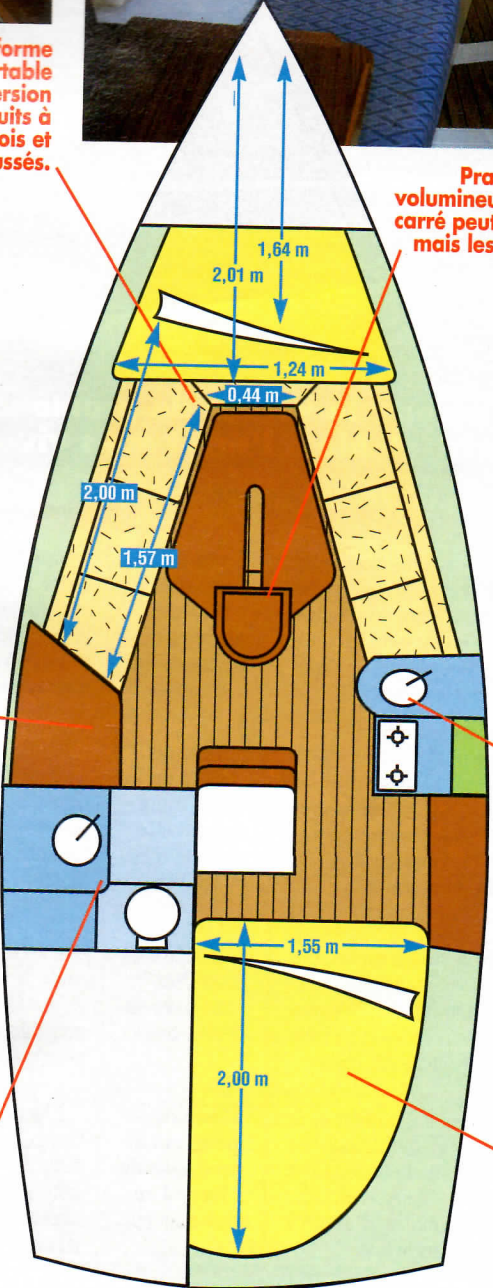 forme
rtable
ersion
uits à
ois et
ussés.
Pra
volumineu
carré peut
mais les
1,64 m
2,01 m
1,24 m
0,44 m
2,00 m
1,57 m
1,55 m
2,00 m